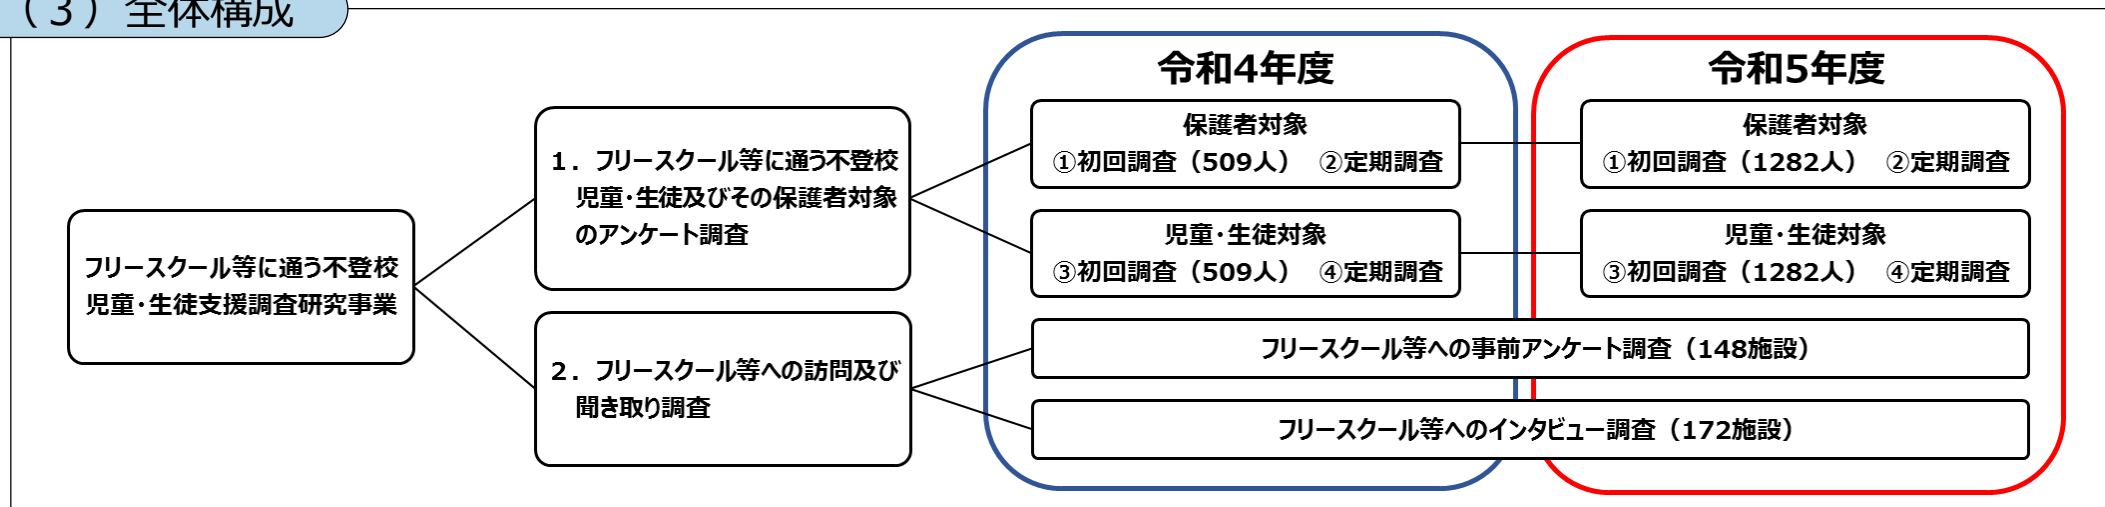 （３）全体構成
フリースクール等に通う不登校
児童・生徒支援調査研究事業
１．フリースクール等に通う不登校
児童・生徒及びその保護者対象
のアンケート調査
２．フリースクール等への訪問及び
聞き取り調査
令和4年度
保護者対象
①初回調査（509人）　②定期調査
児童・生徒対象
③初回調査（509人）　④定期調査
令和5年度
保護者対象
①初回調査（1282人）　②定期調査
児童・生徒対象
③初回調査（1282人）　④定期調査
フリースクール等への事前アンケート調査（148施設）
フリースクール等へのインタビュー調査（172施設）